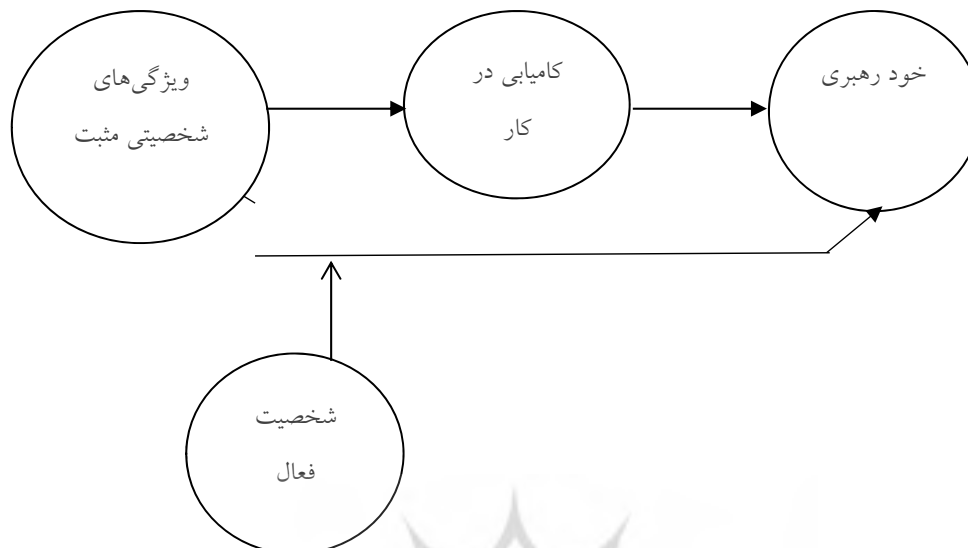 خود رهبری
کامیابی در
کار
ویژگی‌های
شخصیتی مثبت
شخصیت
فعال